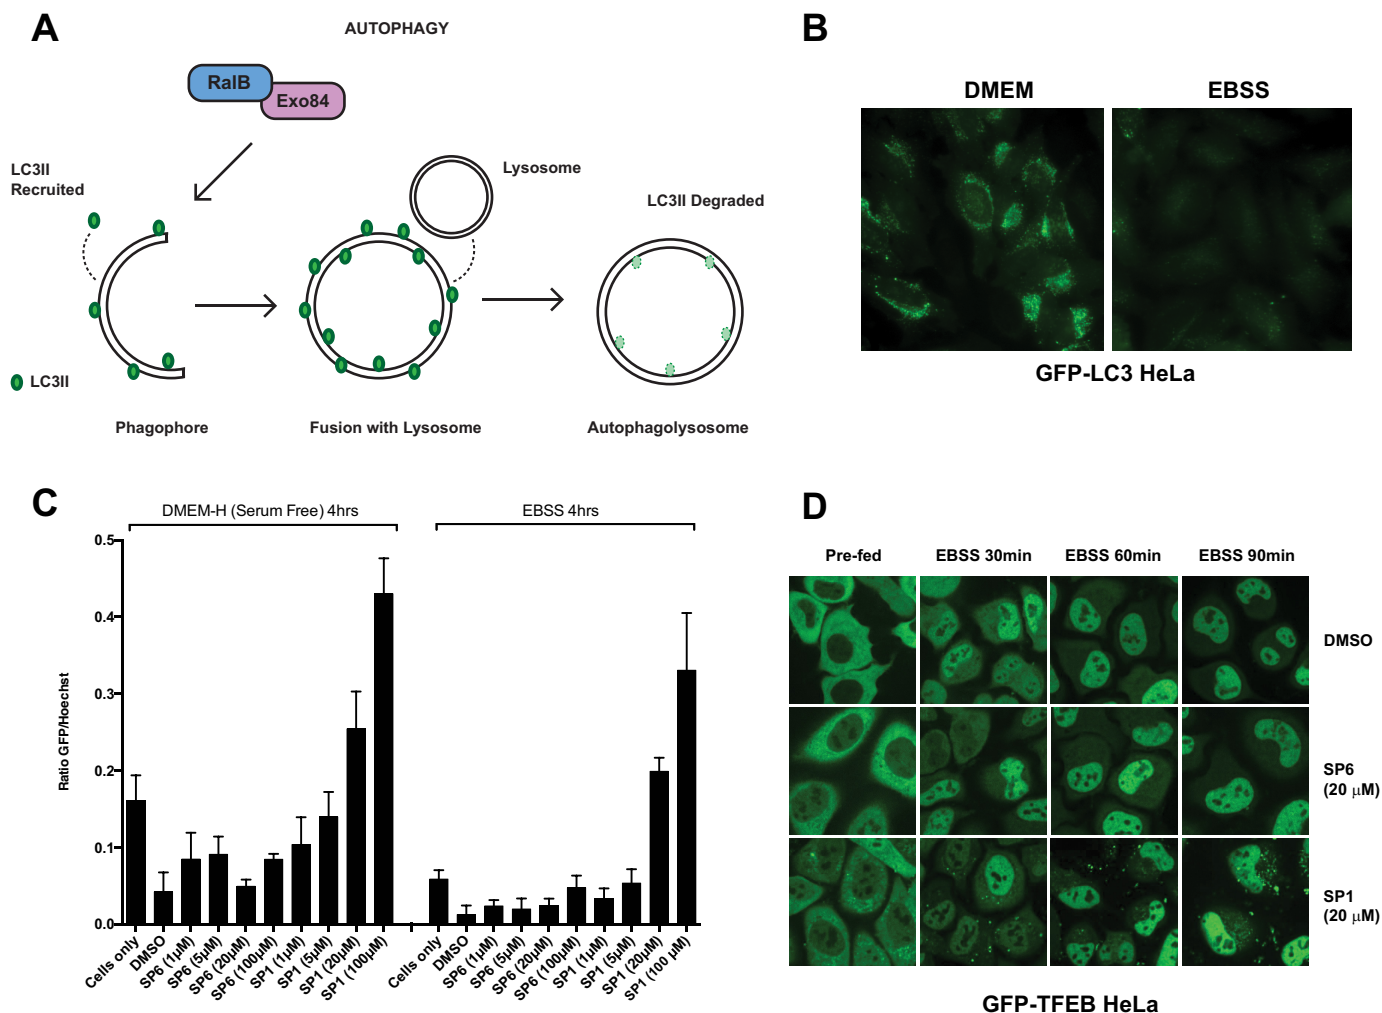 A
AUTOPHAGY
RalB
Exo84
LC3II
Recruited
Lysosome
LC3II Degraded
LC3II
Phagophore
Fusion with Lysosome
Autophagolysosome
B
DMEM
EBSS
GFP-LC3 HeLa
C
DMEM-H (Serum Free) 4hrs
EBSS 4hrs
Ratio GFP/Hoechst
0.5
0.4
0.3
0.2
0.1
0.0
Cells only
DMSO
SP6 (1µM)
SP6 (5µM)
SP6 (20µM)
SP6 (100µM)
SP1 (1µM)
SP1 (5µM)
SP1 (20µM)
SP1 (100µM)
Cells only
DMSO
SP6 (1µM)
SP6 (5µM)
SP6 (20µM)
SP6 (100µM)
SP1 (1µM)
SP1 (5µM)
SP1 (20µM)
SP1 (100 µM)
D
Pre-fed
EBSS 30min
EBSS 60min
EBSS 90min
DMSO
SP6
(20 µM)
SP1
(20 µM)
GFP-TFEB HeLa